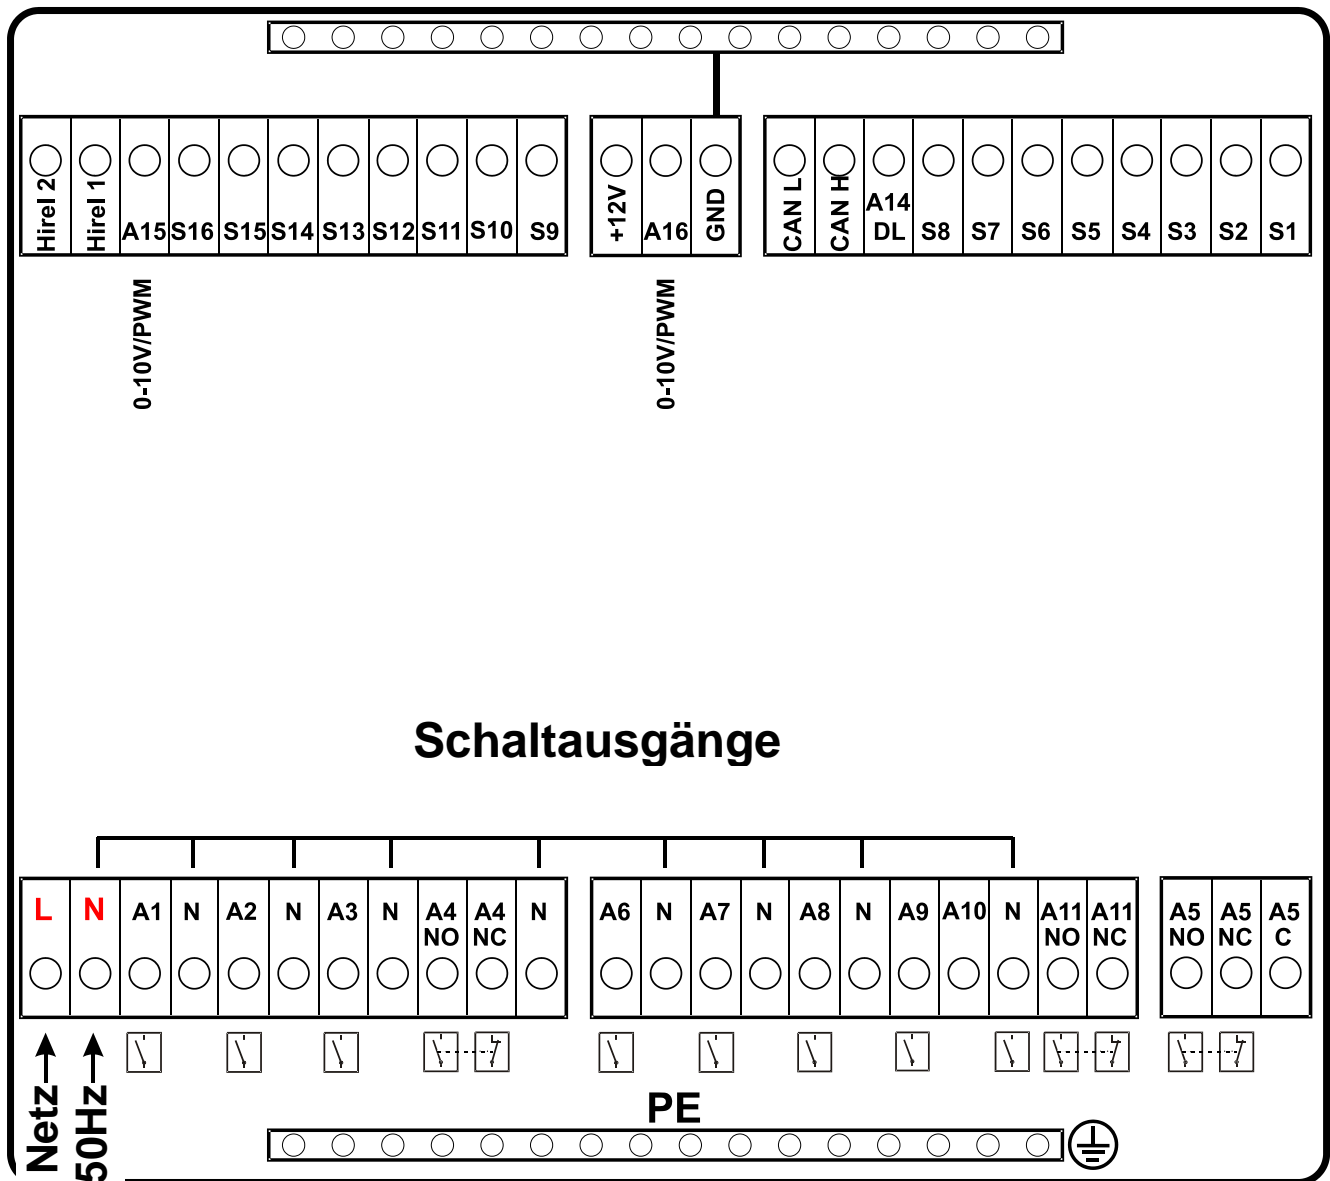 Hirel 2 Hirel 1 A15 S16 S15 S14 S13 S12 S11 S10 S9 +12V A16 GND CAN L CAN H A14 DL S8 S7 S6 S5 S4 S3 S2 S1
0-10V/PWM 0-10V/PWM
Schaltausgänge
L N A1 N A2 N A3 N A4 NO A4 NC N A6 N A7 N A8 N A9 A10 N A11 NO A11 NC A5 NO A5 NC A5 C
Netz
50Hz
PE